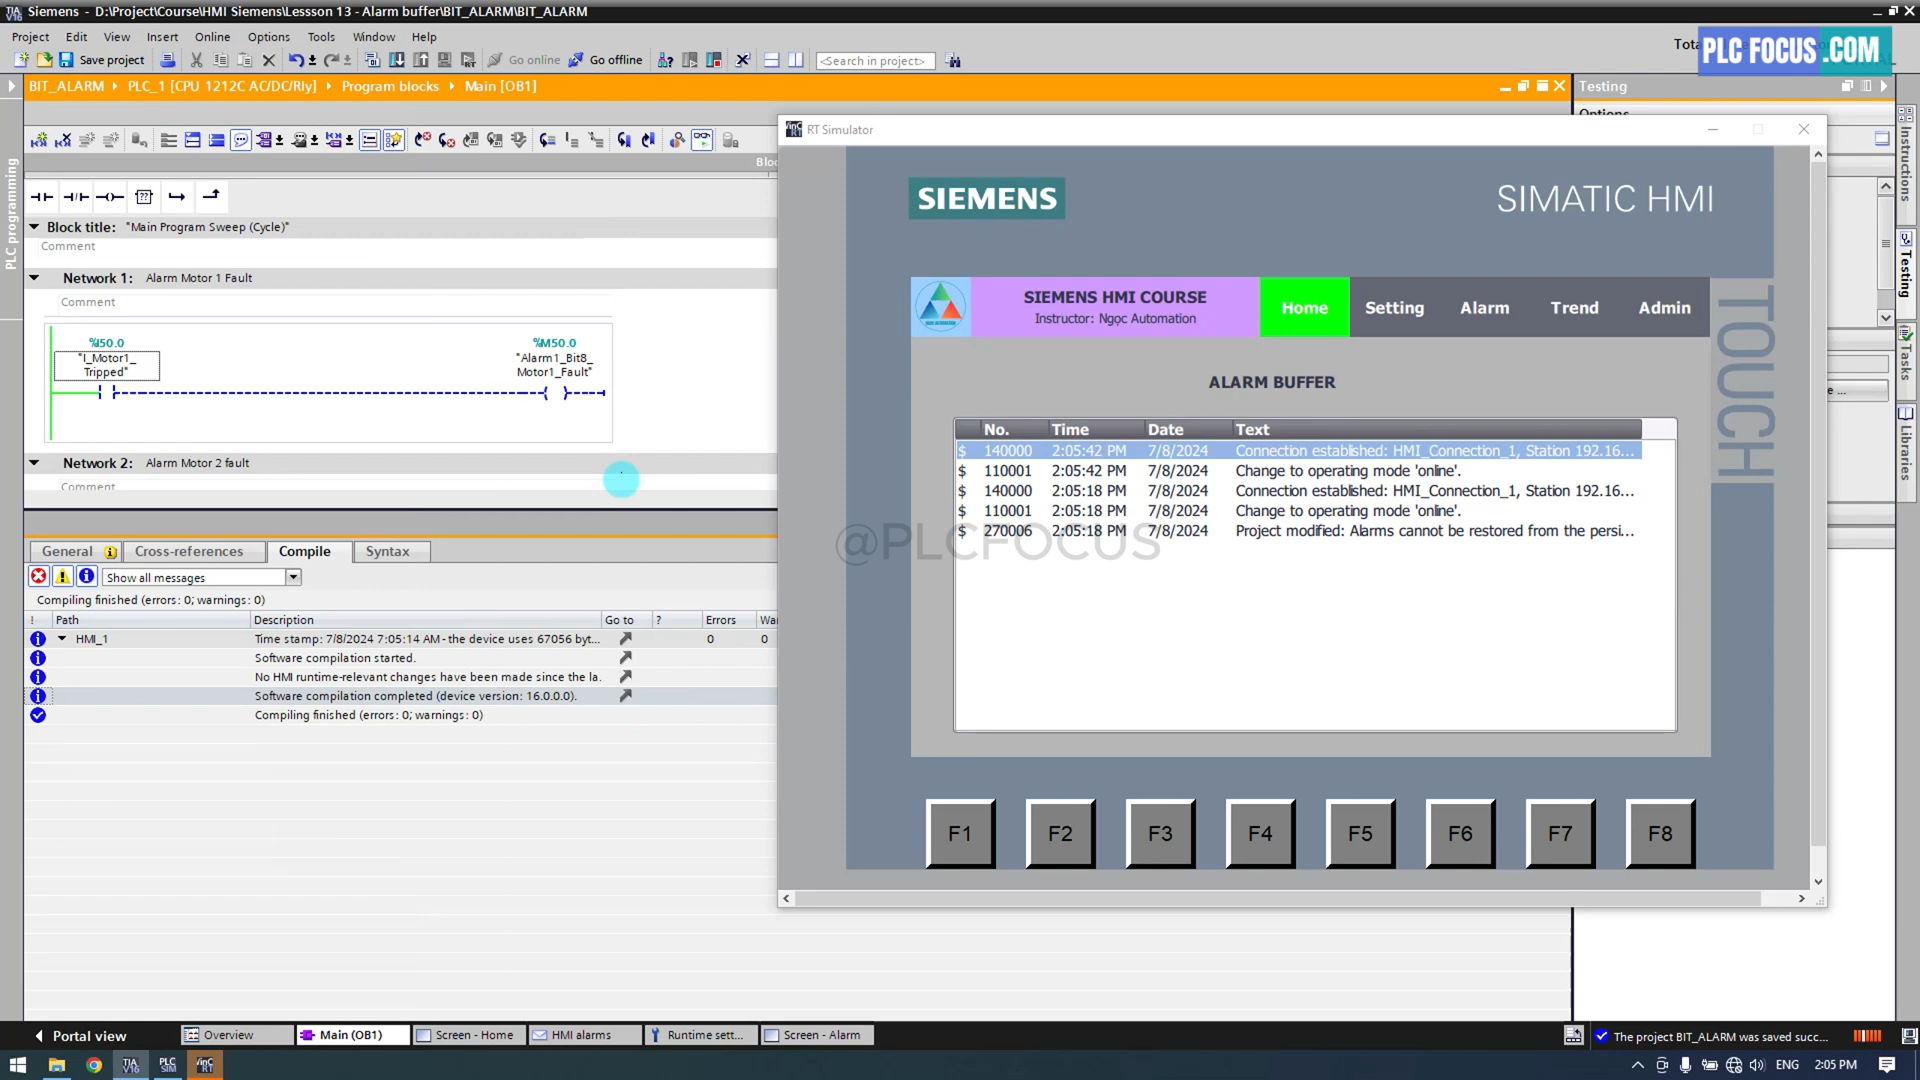 Siemens - D:\Project\Course\HMI Siemens\Lessson 13 - Alarm buffer\BIT_ALARM\BIT_ALARM
Project Edit View Insert Online Options Tools Window Help
Save project Go online Go offline <Search in project>
PLC FOCUS.COM
BIT_ALARM PLC_1 [CPU 1212C AC/DC/Rly] Program blocks Main [OB1]
Testing
Options
PLC programming
Instructions
Testing
Tasks
Libraries
Block title: "Main Program Sweep (Cycle)"
Comment
Network 1: Alarm Motor 1 Fault
Comment
%I50.0
"I_Motor1_
Tripped"
%M50.0
"Alarm1_Bit8_
Motor1_Fault"
Network 2: Alarm Motor 2 fault
Comment
General Cross-references Compile Syntax
Show all messages
Compiling finished (errors: 0; warnings: 0)
! Path Description Go to ? Errors
HMI_1 Time stamp: 7/8/2024 7:05:14 AM - the device uses 67056 byt... 0 0
Software compilation started.
No HMI runtime-relevant changes have been made since the la.
Software compilation completed (device version: 16.0.0.0).
Compiling finished (errors: 0; warnings: 0)
RT Simulator
SIEMENS
SIMATIC HMI
TOUCH
SIEMENS HMI COURSE
Instructor: Ngọc Automation
Home Setting Alarm Trend Admin
ALARM BUFFER
No. Time Date Text
$ 140000 2:05:42 PM 7/8/2024 Connection established: HMI_Connection_1, Station 192.16...
$ 110001 2:05:42 PM 7/8/2024 Change to operating mode 'online'.
$ 140000 2:05:18 PM 7/8/2024 Connection established: HMI_Connection_1, Station 192.16...
$ 110001 2:05:18 PM 7/8/2024 Change to operating mode 'online'.
$ 270006 2:05:18 PM 7/8/2024 Project modified: Alarms cannot be restored from the persi...
@PLCFOCUS
F1 F2 F3 F4 F5 F6 F7 F8
Portal view Overview Main (OB1) Screen - Home HMI alarms Runtime sett... Screen - Alarm
The project BIT_ALARM was saved succ...
ENG 2:05 PM